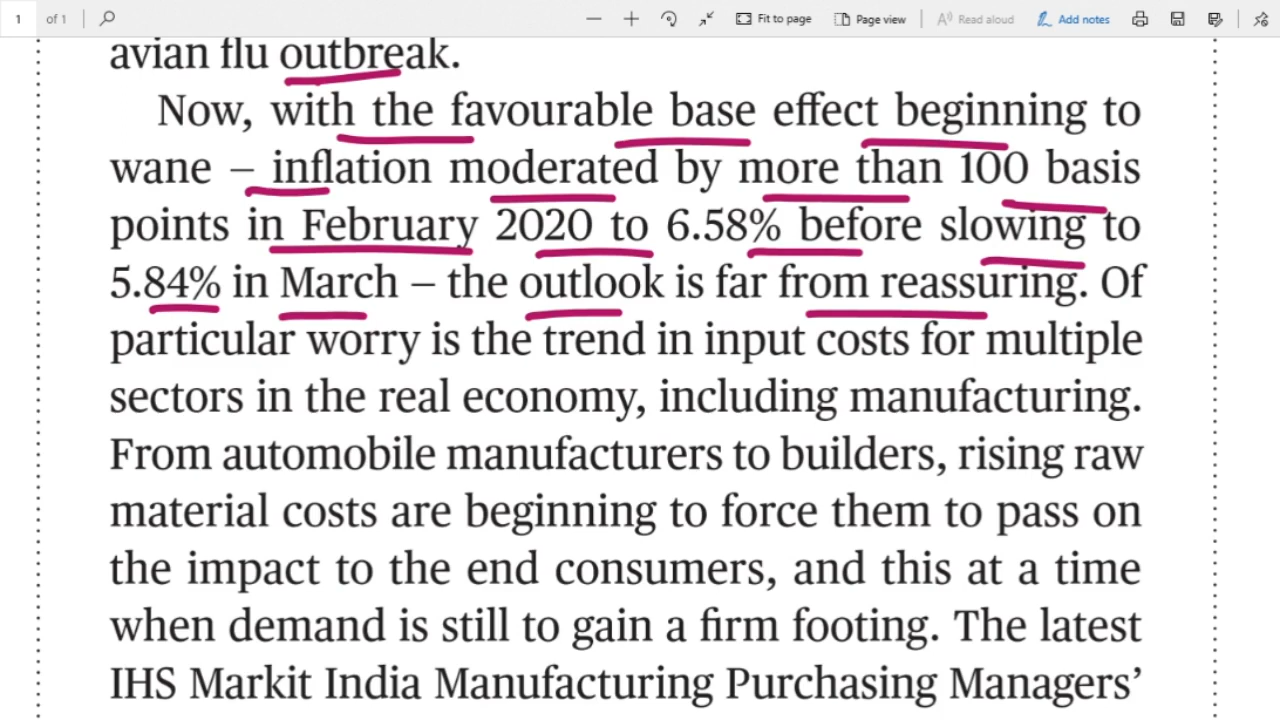 1 of 1 Fit to page Page view Read aloud Add notes
avian flu outbreak.
Now, with the favourable base effect beginning to
wane – inflation moderated by more than 100 basis
points in February 2020 to 6.58% before slowing to
5.84% in March – the outlook is far from reassuring. Of
particular worry is the trend in input costs for multiple
sectors in the real economy, including manufacturing.
From automobile manufacturers to builders, rising raw
material costs are beginning to force them to pass on
the impact to the end consumers, and this at a time
when demand is still to gain a firm footing. The latest
IHS Markit India Manufacturing Purchasing Managers’